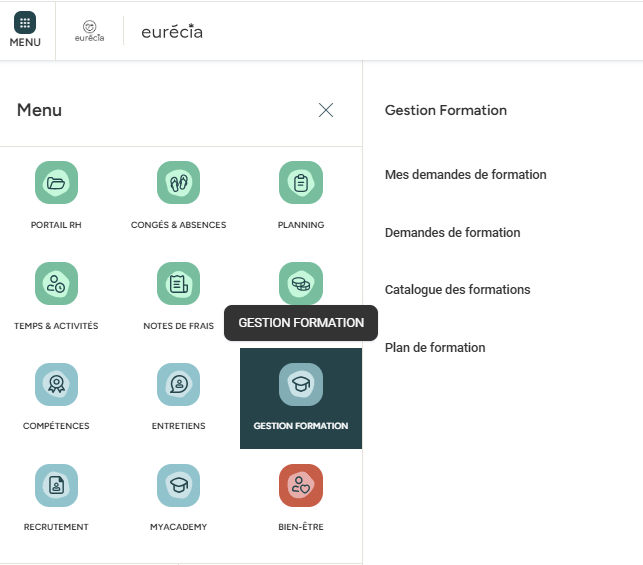 MENU
eurécia
eurécia
Menu
PORTAIL RH
CONGÉS & ABSENCES
PLANNING
TEMPS & ACTIVITÉS
NOTES DE FRAIS
GESTION FORMATION
COMPÉTENCES
ENTRETIENS
GESTION FORMATION
RECRUTEMENT
MYACADEMY
BIEN-ÊTRE
Gestion Formation
Mes demandes de formation
Demandes de formation
Catalogue des formations
Plan de formation